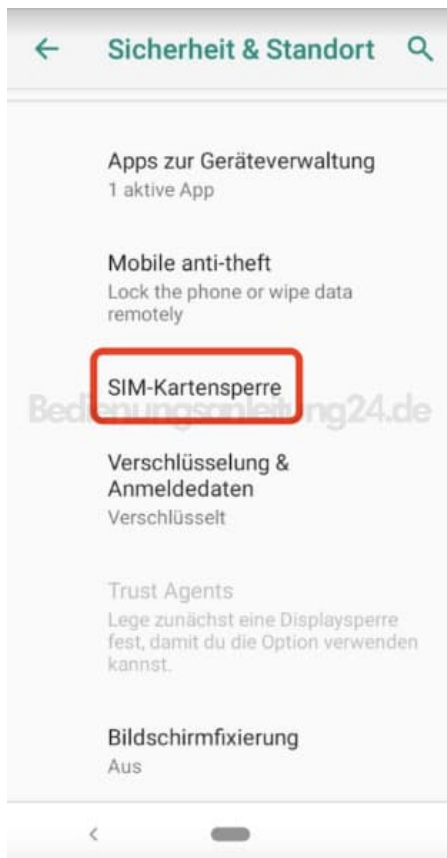 Sicherheit & Standort
Apps zur Geräteverwaltung
1 aktive App
Mobile anti-theft
Lock the phone or wipe data
remotely
SIM-Kartensperre
Bedienungsanleitung24.de
Verschlüsselung &
Anmeldedaten
Verschlüsselt
Trust Agents
Lege zunächst eine Displaysperre
fest, damit du die Option verwenden
kannst.
Bildschirmfixierung
Aus